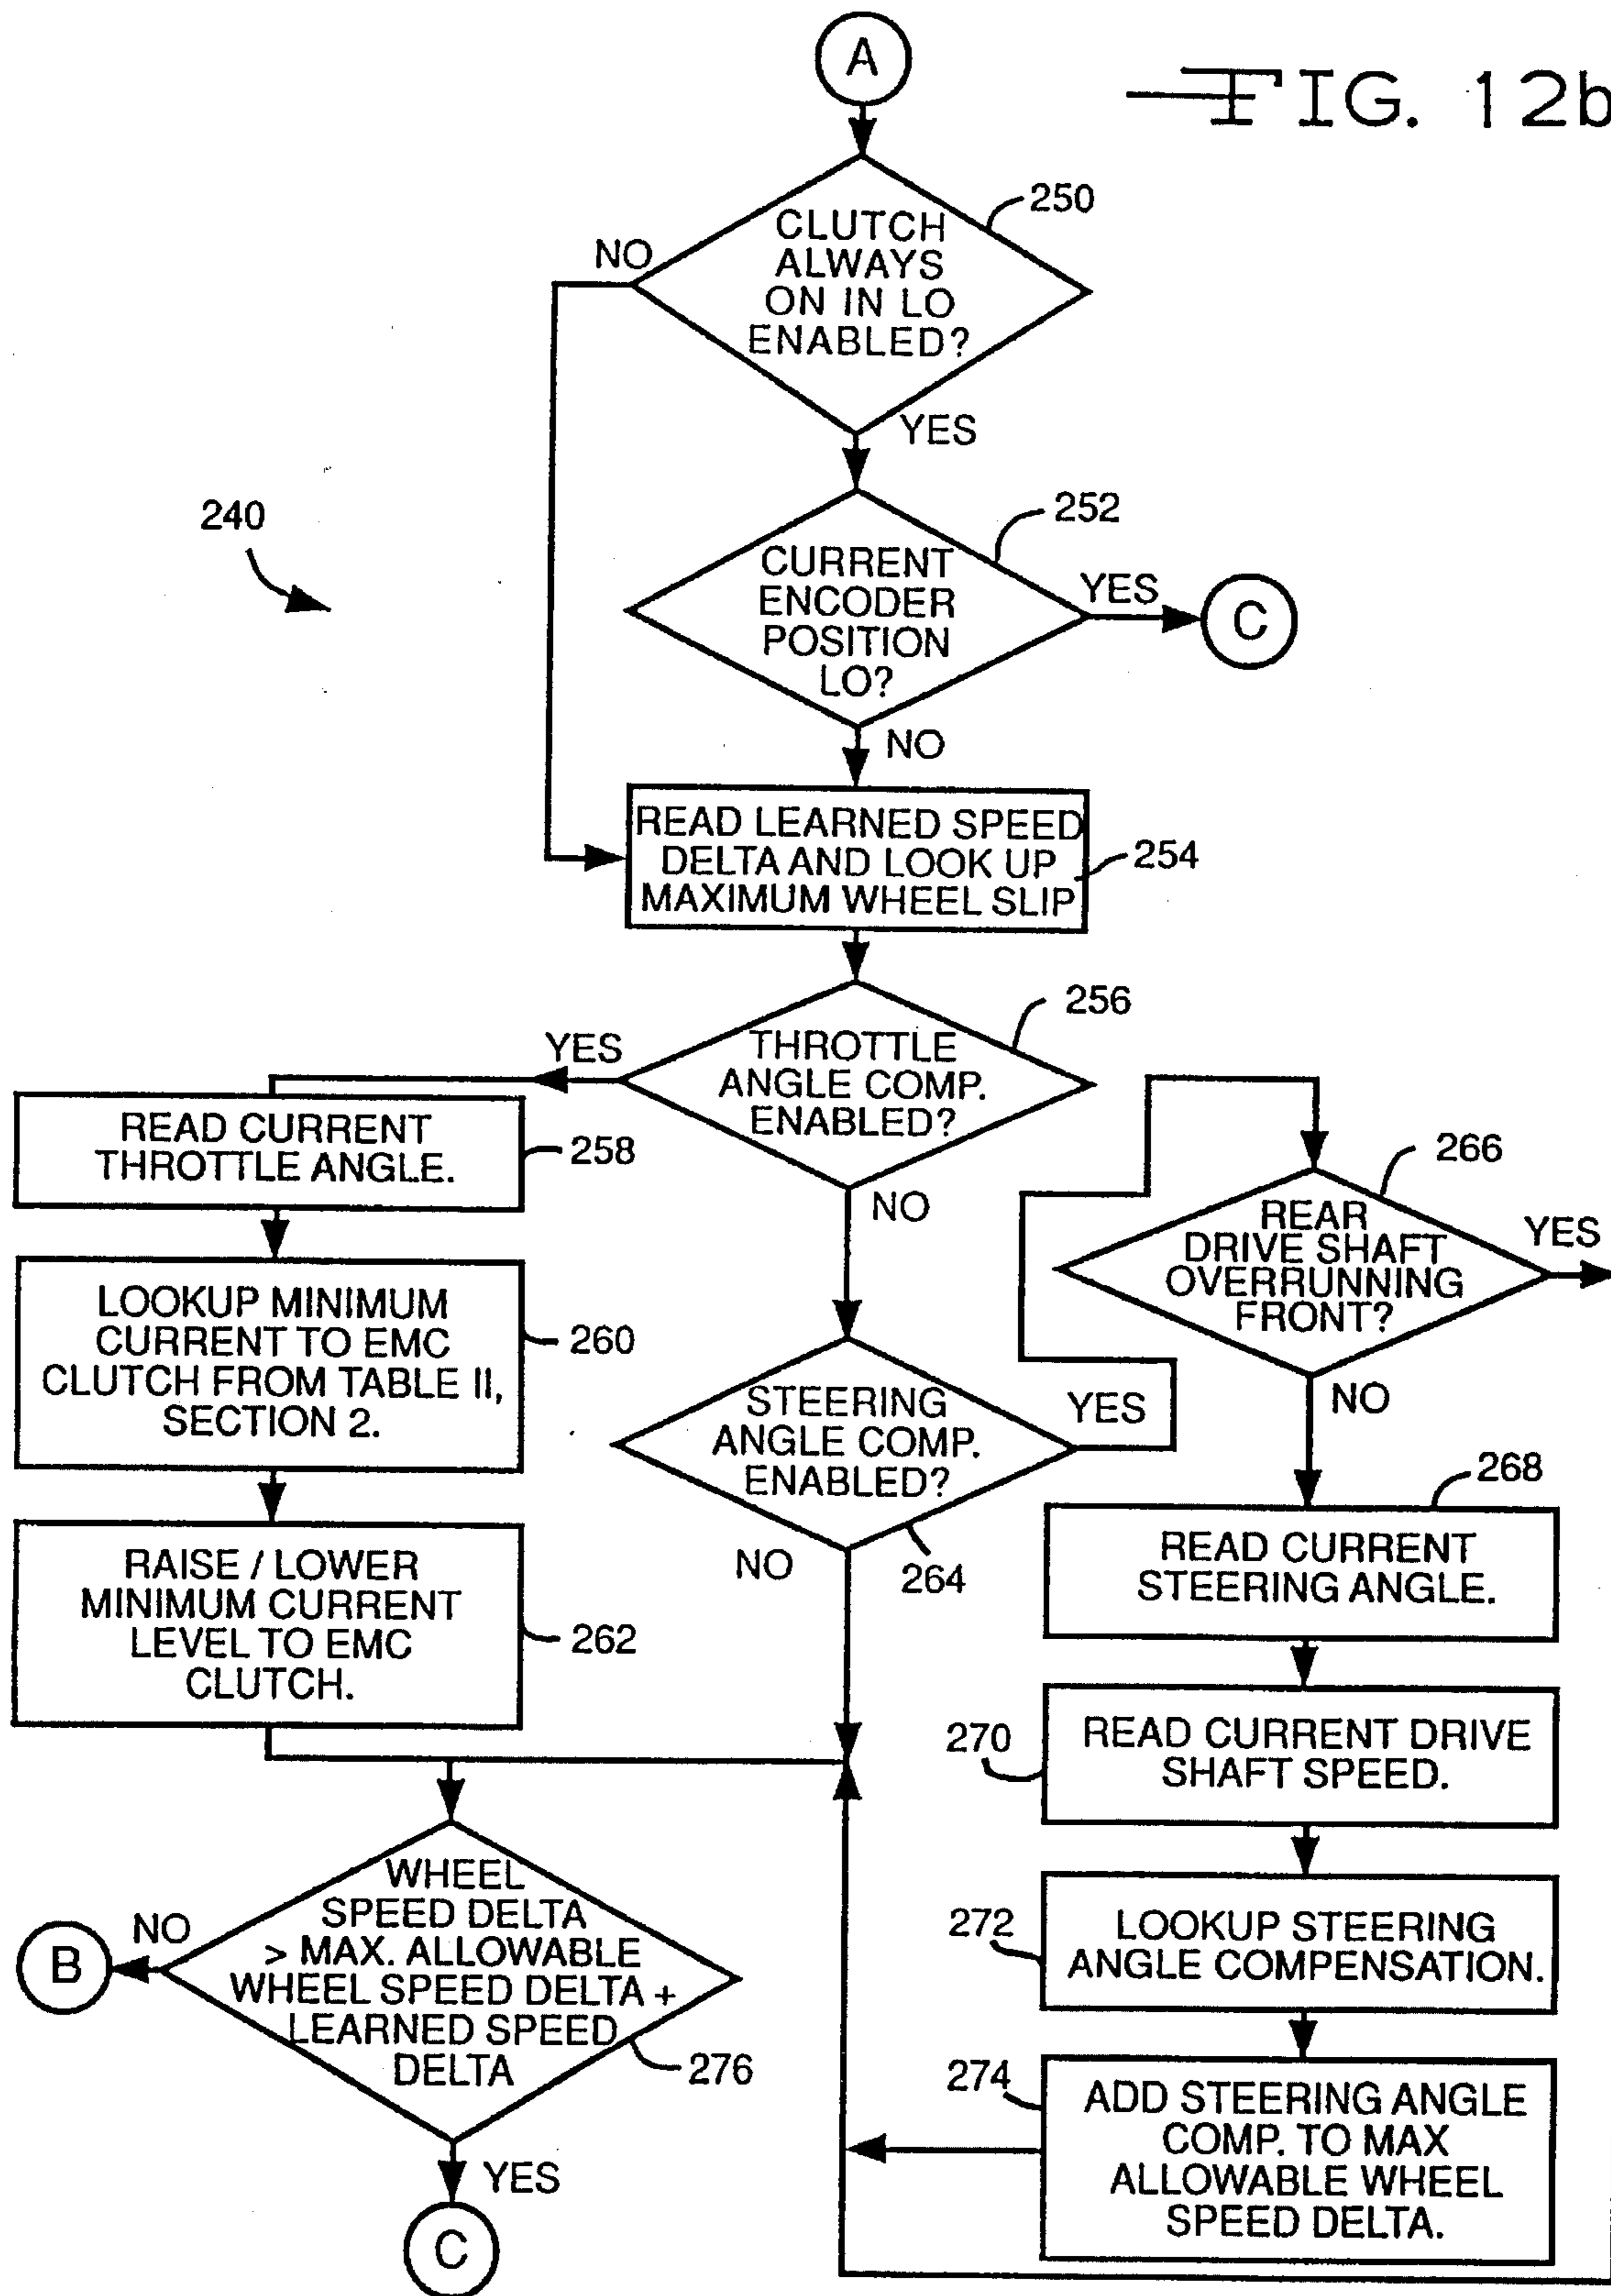 A
FIG. 12b
250
CLUTCH
ALWAYS
ON IN LO
ENABLED?
NO
YES
240
252
CURRENT
ENCODER
POSITION
LO?
YES
C
NO
READ LEARNED SPEED
DELTA AND LOOK UP
MAXIMUM WHEEL SLIP
254
256
THROTTLE
ANGLE COMP.
ENABLED?
YES
NO
READ CURRENT
THROTTLE ANGLE.
258
LOOKUP MINIMUM
CURRENT TO EMC
CLUTCH FROM TABLE II,
SECTION 2.
260
RAISE / LOWER
MINIMUM CURRENT
LEVEL TO EMC
CLUTCH.
262
STEERING
ANGLE COMP.
ENABLED?
YES
NO
264
266
REAR
DRIVE SHAFT
OVERRUNNING
FRONT?
YES
NO
268
READ CURRENT
STEERING ANGLE.
270
READ CURRENT DRIVE
SHAFT SPEED.
272
LOOKUP STEERING
ANGLE COMPENSATION.
274
ADD STEERING ANGLE
COMP. TO MAX
ALLOWABLE WHEEL
SPEED DELTA.
WHEEL
SPEED DELTA
> MAX. ALLOWABLE
WHEEL SPEED DELTA +
LEARNED SPEED
DELTA
276
NO
B
YES
C